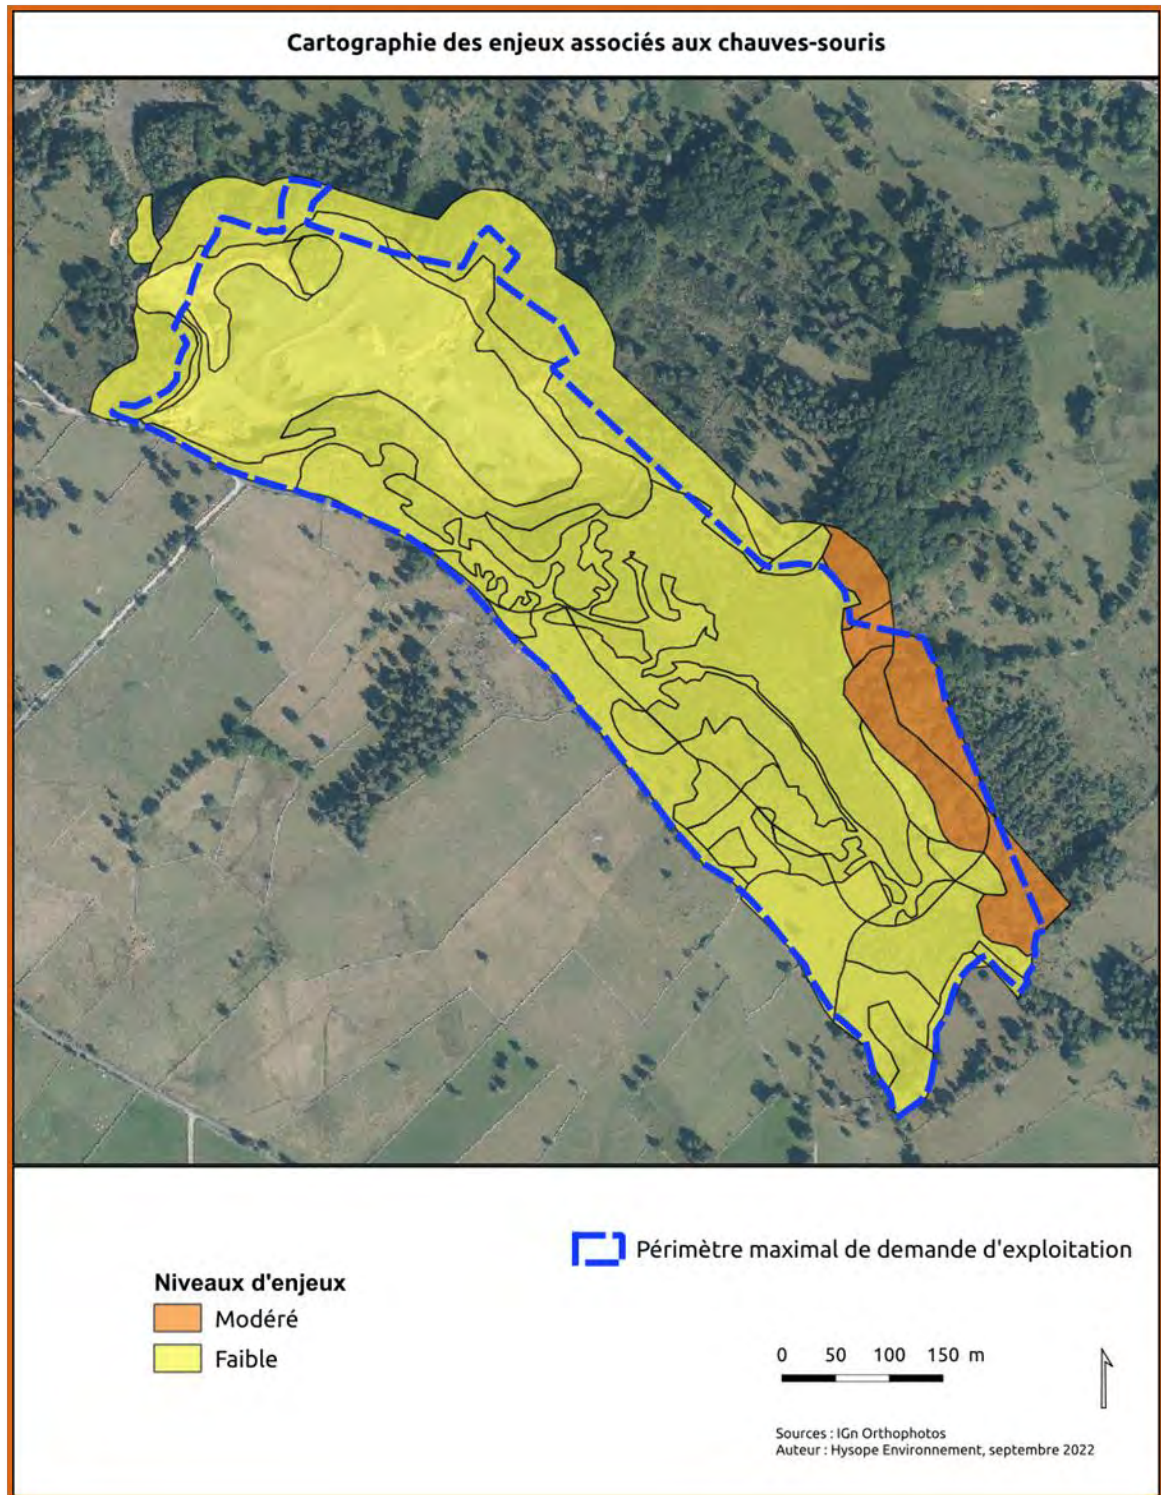 Cartographie des enjeux associés aux chauves-souris
Périmètre maximal de demande d'exploitation
Niveaux d'enjeux
Modéré
Faible
0 50 100 150 m
Sources : IGn Orthophotos
Auteur : Hysope Environnement, septembre 2022